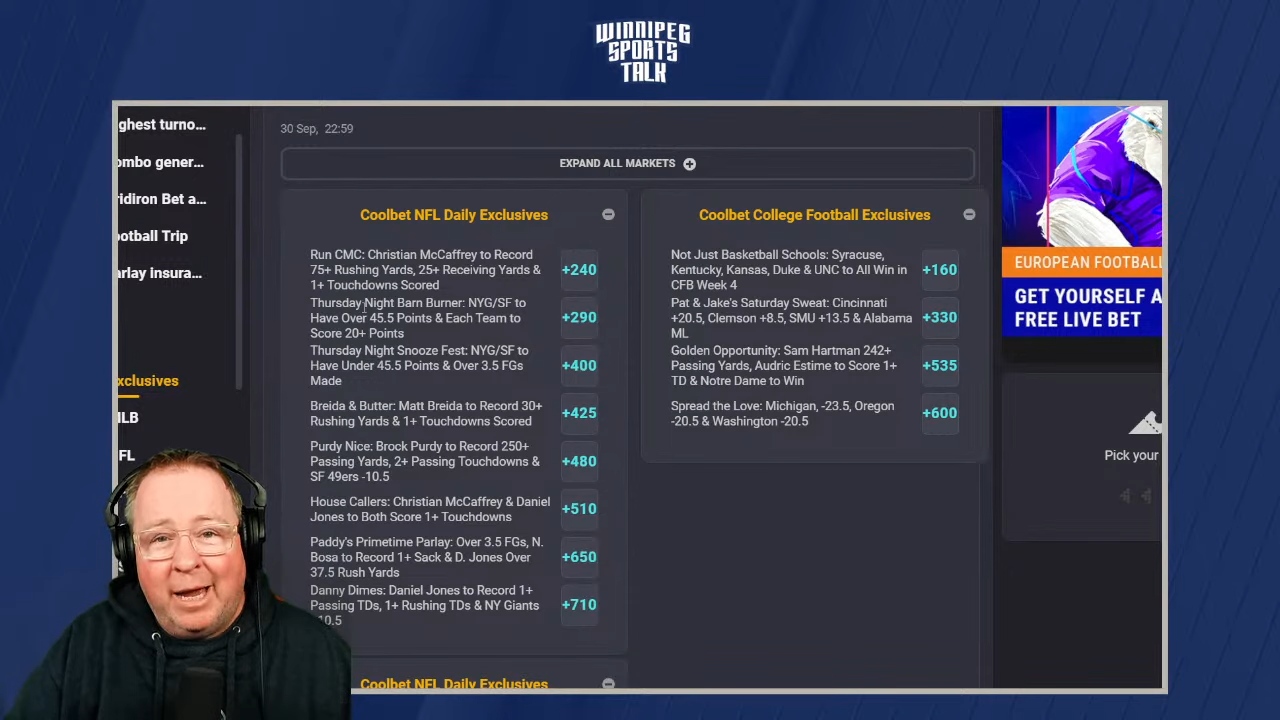 WINNIPEG
SPORTS
TALK
ghest turno...
ombo gener...
ridiron Bet a...
ootball Trip
arlay insura...
xclusives
ILB
FL
30 Sep, 22:59
EXPAND ALL MARKETS
Coolbet NFL Daily Exclusives
Run CMC: Christian McCaffrey to Record
75+ Rushing Yards, 25+ Receiving Yards &
1+ Touchdowns Scored
+240
Thursday Night Barn Burner: NYG/SF to
Have Over 45.5 Points & Each Team to
Score 20+ Points
+290
Thursday Night Snooze Fest: NYG/SF to
Have Under 45.5 Points & Over 3.5 FGs
Made
+400
Breida & Butter: Matt Breida to Record 30+
Rushing Yards & 1+ Touchdowns Scored
+425
Purdy Nice: Brock Purdy to Record 250+
Passing Yards, 2+ Passing Touchdowns &
SF 49ers -10.5
+480
House Callers: Christian McCaffrey & Daniel
Jones to Both Score 1+ Touchdowns
+510
Paddy's Primetime Parlay: Over 3.5 FGs, N.
Bosa to Record 1+ Sack & D. Jones Over
37.5 Rush Yards
+650
Danny Dimes: Daniel Jones to Record 1+
Passing TDs, 1+ Rushing TDs & NY Giants
10.5
+710
Coolbet NFL Daily Exclusives
Coolbet College Football Exclusives
Not Just Basketball Schools: Syracuse,
Kentucky, Kansas, Duke & UNC to All Win in
CFB Week 4
+160
Pat & Jake's Saturday Sweat: Cincinnati
+20.5, Clemson +8.5, SMU +13.5 & Alabama
ML
+330
Golden Opportunity: Sam Hartman 242+
Passing Yards, Audric Estime to Score 1+
TD & Notre Dame to Win
+535
Spread the Love: Michigan, -23.5, Oregon
-20.5 & Washington -20.5
+600
EUROPEAN FOOTBALL
GET YOURSELF A
FREE LIVE BET
Pick your